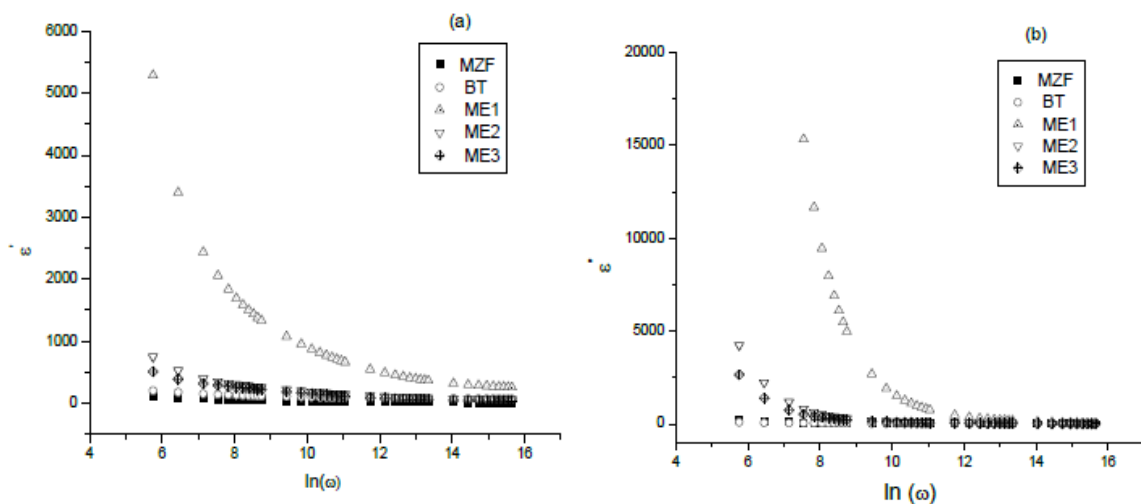 (a)
6000
5000
4000
3000
2000
1000
0
ε'
MZF
BT
ME1
ME2
ME3
4 6 8 10 12 14 16
ln(ω)
(b)
20000
15000
10000
5000
0
ε"
MZF
BT
ME1
ME2
ME3
4 6 8 10 12 14 16
ln (ω)